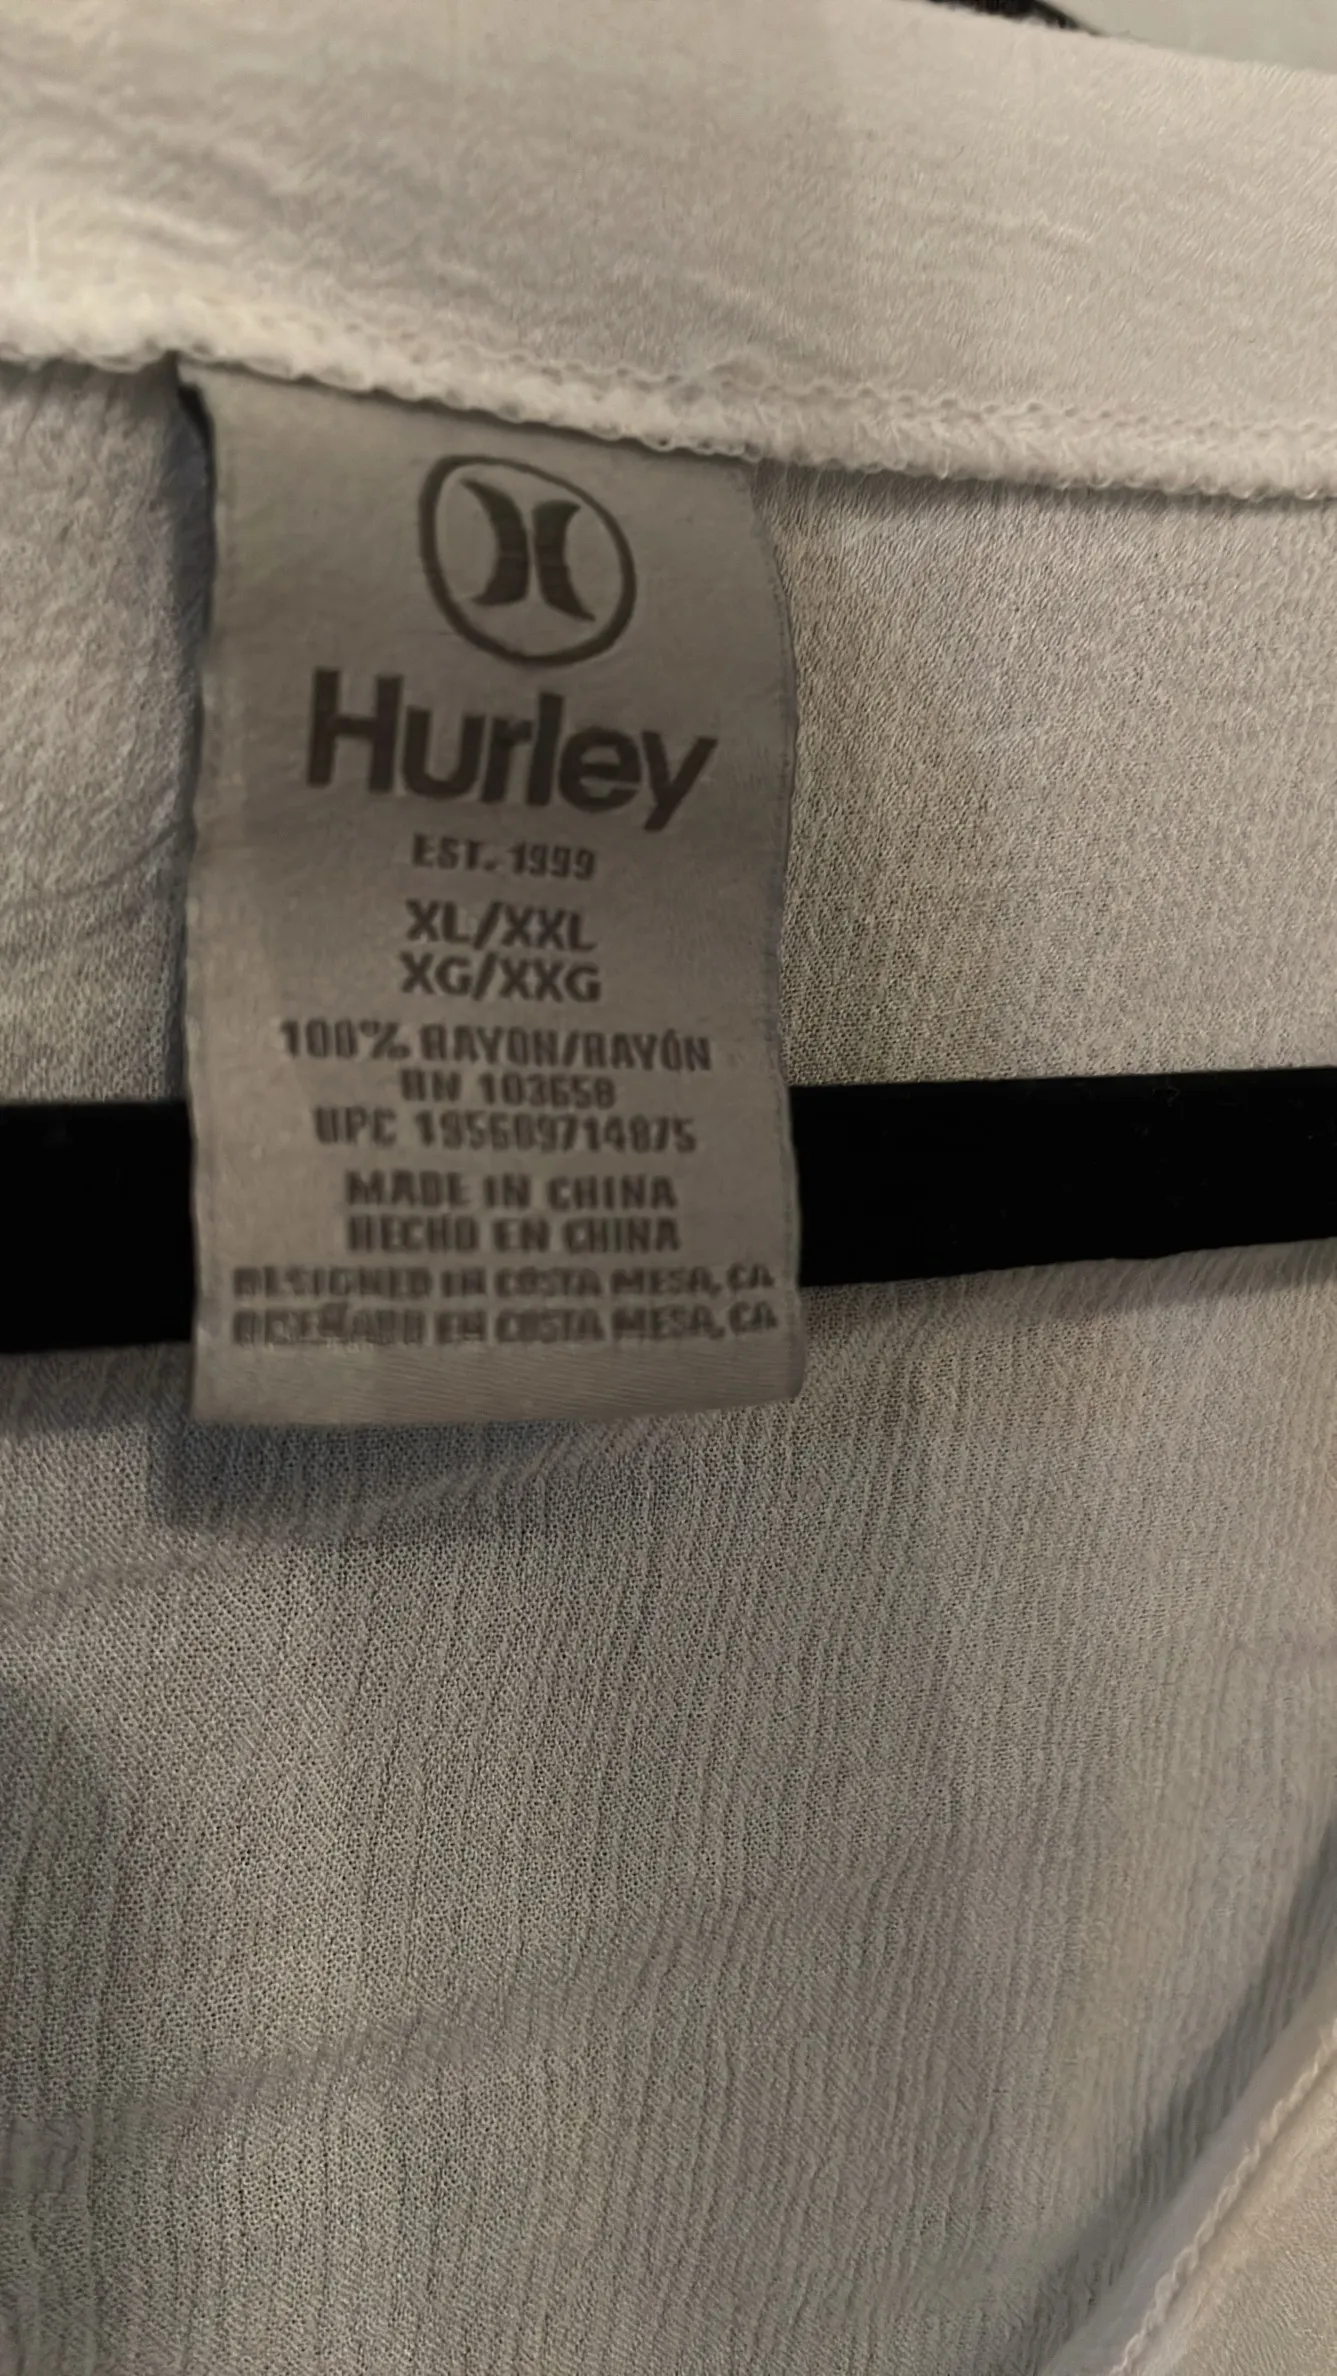 Hurley
EST. 1999
XL/XXL
XG/XXG
100% RAYON/RAYÓN
RN 103658
UPC 195609714875
MADE IN CHINA
HECHO EN CHINA
DESIGNED IN COSTA MESA, CA
DISEÑADO EN COSTA MESA, CA